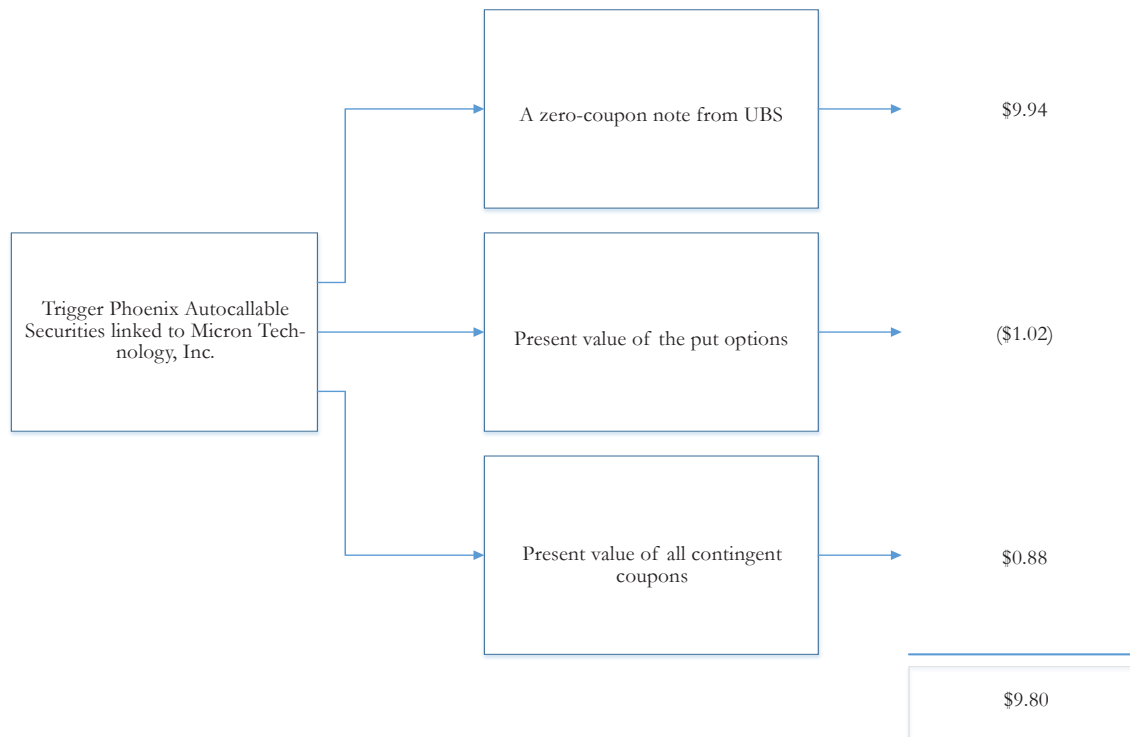 A zero-coupon note from UBS
$9.94
Trigger Phoenix Autocallable
Securities linked to Micron Tech-
nology, Inc.
Present value of the put options
($1.02)
Present value of all contingent
coupons
$0.88
$9.80